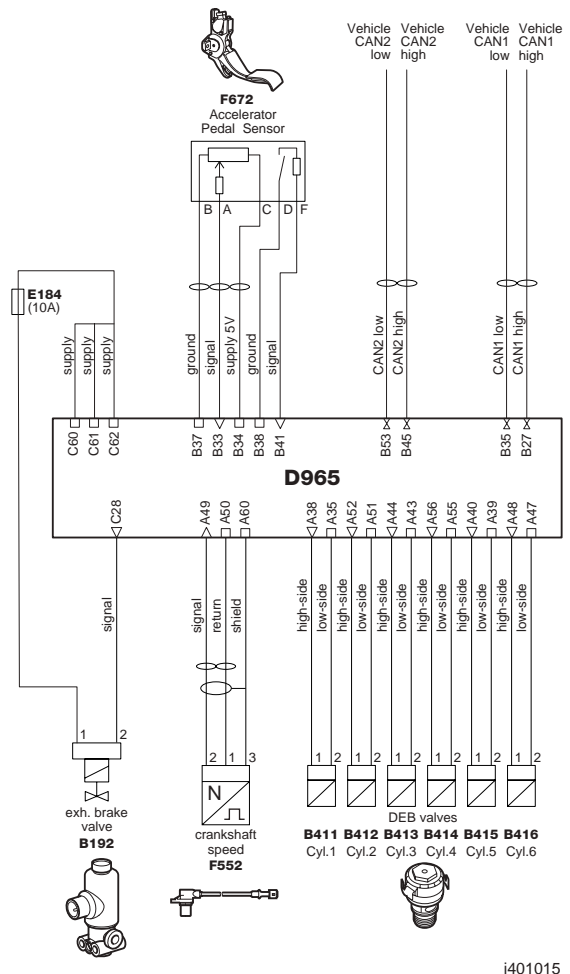 Vehicle Vehicle
CAN2 CAN2
low high
Vehicle Vehicle
CAN1 CAN1
low high
F672
Accelerator
Pedal Sensor
B A C D F
E184
(10A)
supply supply supply
ground signal supply 5V ground signal
CAN2 low CAN2 high
CAN1 low CAN1 high
C60 C61 C62 B37 B33 B34 B38 B41 B53 B45 B35 B27
D965
C28 A49 A50 A60 A38 A35 A52 A51 A44 A43 A56 A55 A40 A39 A48 A47
signal
signal return shield
high-side low-side high-side low-side high-side low-side high-side low-side high-side low-side high-side low-side
1 2
2 1 3
1 2 1 2 1 2 1 2 1 2 1 2
N
exh. brake
valve
B192
crankshaft
speed
F552
DEB valves
B411 B412 B413 B414 B415 B416
Cyl.1 Cyl.2 Cyl.3 Cyl.4 Cyl.5 Cyl.6
i401015